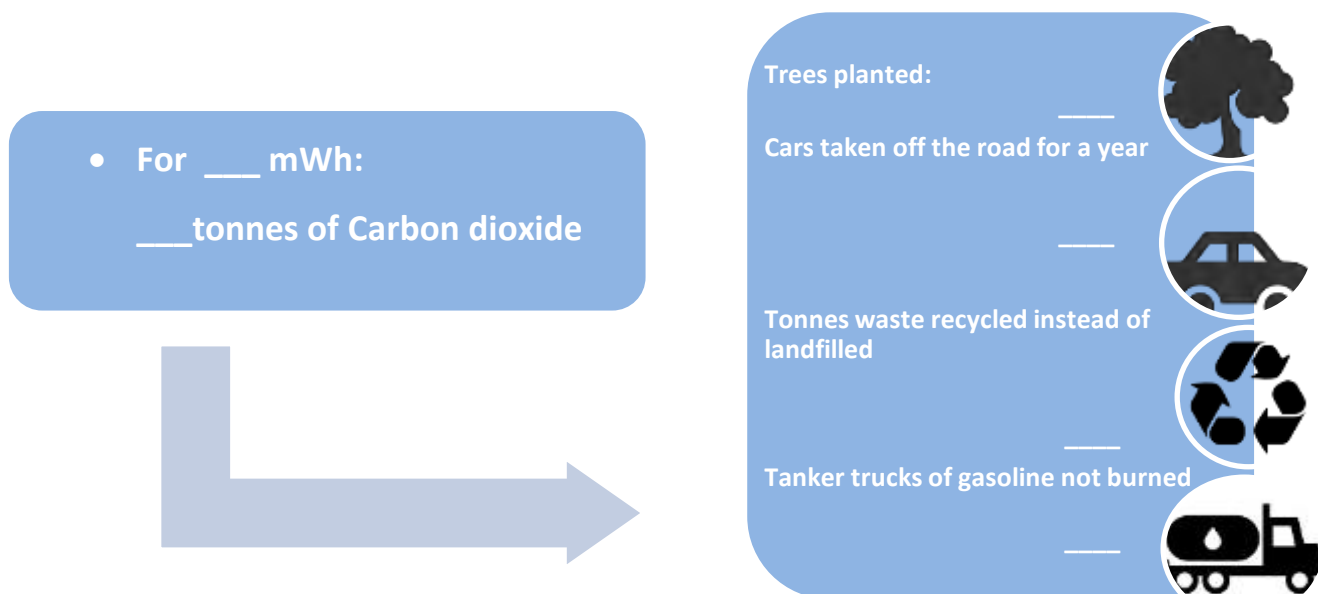 • For ___ mWh:
___tonnes of Carbon dioxide
Trees planted:
____
Cars taken off the road for a year
____
Tonnes waste recycled instead of
landfilled
____
Tanker trucks of gasoline not burned
____